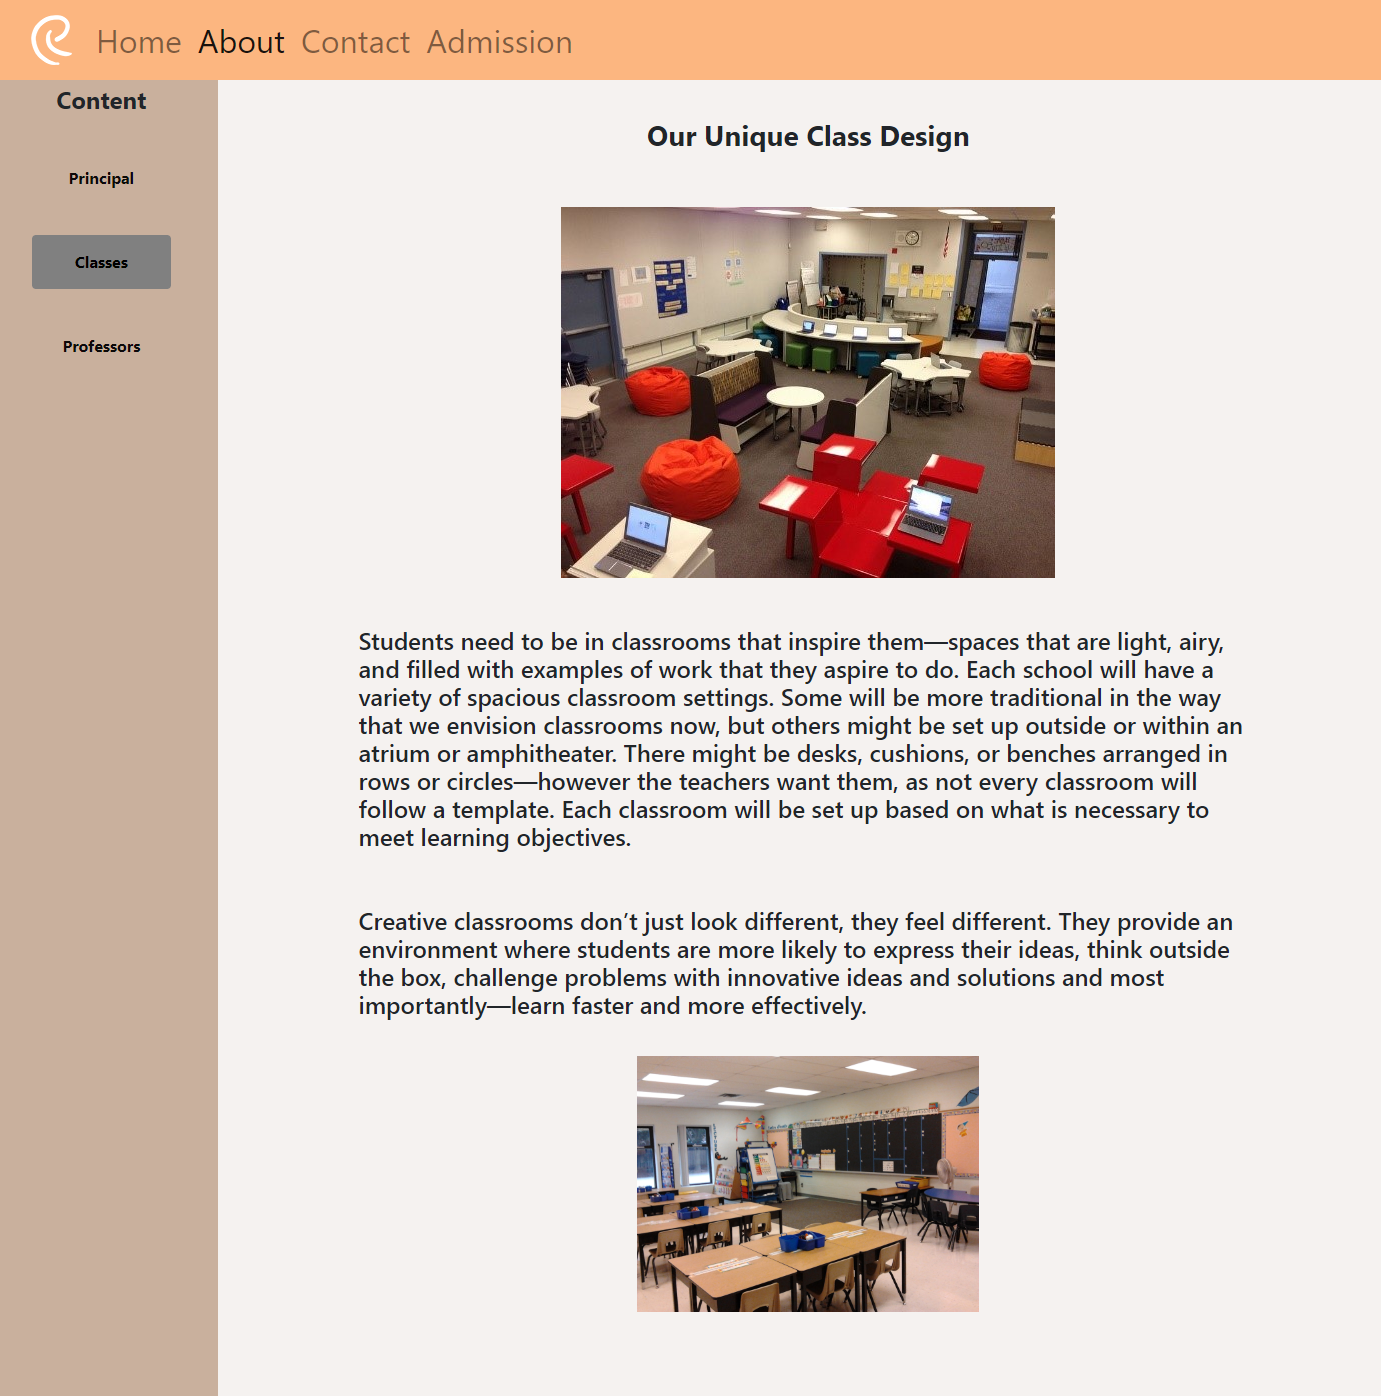 Home About Contact Admission
Content
Principal
Classes
Professors
Our Unique Class Design
Students need to be in classrooms that inspire them—spaces that are light, airy,
and filled with examples of work that they aspire to do. Each school will have a
variety of spacious classroom settings. Some will be more traditional in the way
that we envision classrooms now, but others might be set up outside or within an
atrium or amphitheater. There might be desks, cushions, or benches arranged in
rows or circles—however the teachers want them, as not every classroom will
follow a template. Each classroom will be set up based on what is necessary to
meet learning objectives.
Creative classrooms don’t just look different, they feel different. They provide an
environment where students are more likely to express their ideas, think outside
the box, challenge problems with innovative ideas and solutions and most
importantly—learn faster and more effectively.